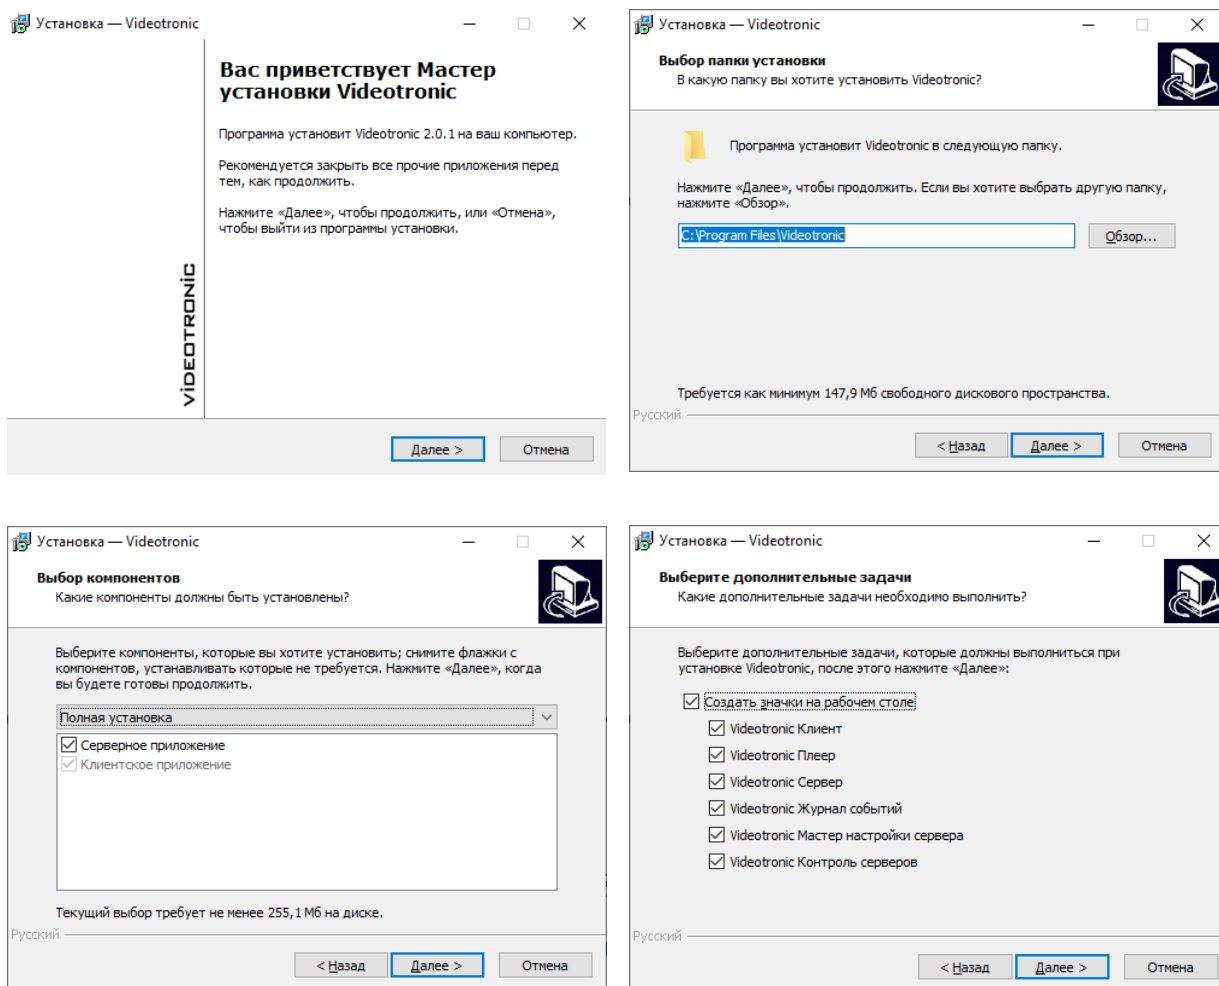 Установка — Videotronic
Вас приветствует Мастер
установки Videotronic
Программа установит Videotronic 2.0.1 на ваш компьютер.
Рекомендуется закрыть все прочие приложения перед
тем, как продолжить.
Нажмите «Далее», чтобы продолжить, или «Отмена»,
чтобы выйти из программы установки.
ViDEOTRONiC
Далее >
Отмена
Установка — Videotronic
Выбор папки установки
В какую папку вы хотите установить Videotronic?
Программа установит Videotronic в следующую папку.
Нажмите «Далее», чтобы продолжить. Если вы хотите выбрать другую папку,
нажмите «Обзор».
C:\Program Files\Videotronic
Обзор...
Требуется как минимум 147,9 Мб свободного дискового пространства.
Русский
< Назад
Далее >
Отмена
Установка — Videotronic
Выбор компонентов
Какие компоненты должны быть установлены?
Выберите компоненты, которые вы хотите установить; снимите флажки с
компонентов, устанавливать которые не требуется. Нажмите «Далее», когда
вы будете готовы продолжить.
Полная установка
Серверное приложение
Клиентское приложение
Текущий выбор требует не менее 255,1 Мб на диске.
Русский
< Назад
Далее >
Отмена
Установка — Videotronic
Выберите дополнительные задачи
Какие дополнительные задачи необходимо выполнить?
Выберите дополнительные задачи, которые должны выполниться при
установке Videotronic, после этого нажмите «Далее»:
Создать значки на рабочем столе
Videotronic Клиент
Videotronic Плеер
Videotronic Сервер
Videotronic Журнал событий
Videotronic Мастер настройки сервера
Videotronic Контроль серверов
Русский
< Назад
Далее >
Отмена